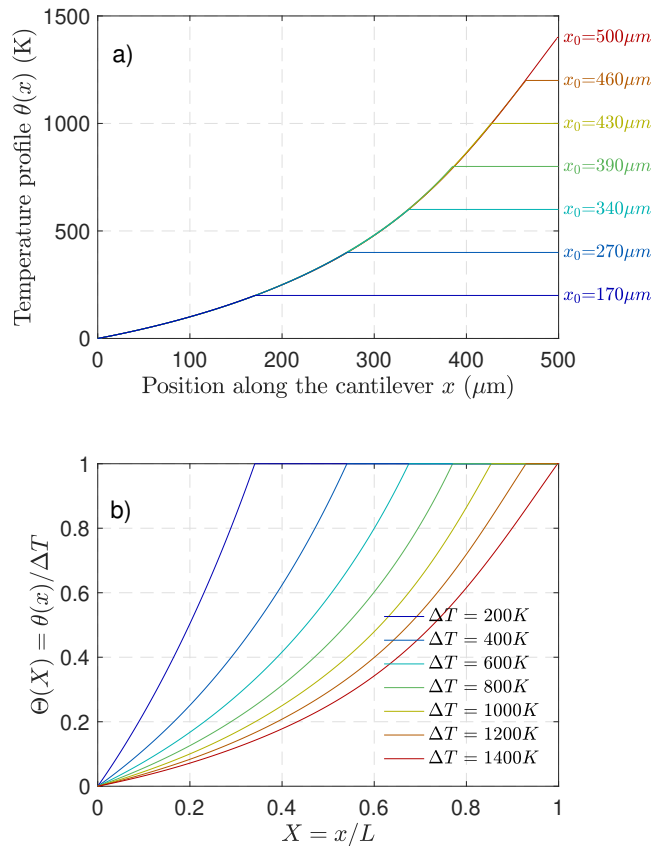 1500
1000
500
0
Temperature profile θ(x) (K)
a)
x₀=500μm
x₀=460μm
x₀=430μm
x₀=390μm
x₀=340μm
x₀=270μm
x₀=170μm
0 100 200 300 400 500
Position along the cantilever x (μm)
1
0.8
0.6
0.4
0.2
0
Θ(X) = θ(x)/ΔT
b)
ΔT = 200K
ΔT = 400K
ΔT = 600K
ΔT = 800K
ΔT = 1000K
ΔT = 1200K
ΔT = 1400K
0 0.2 0.4 0.6 0.8 1
X = x/L